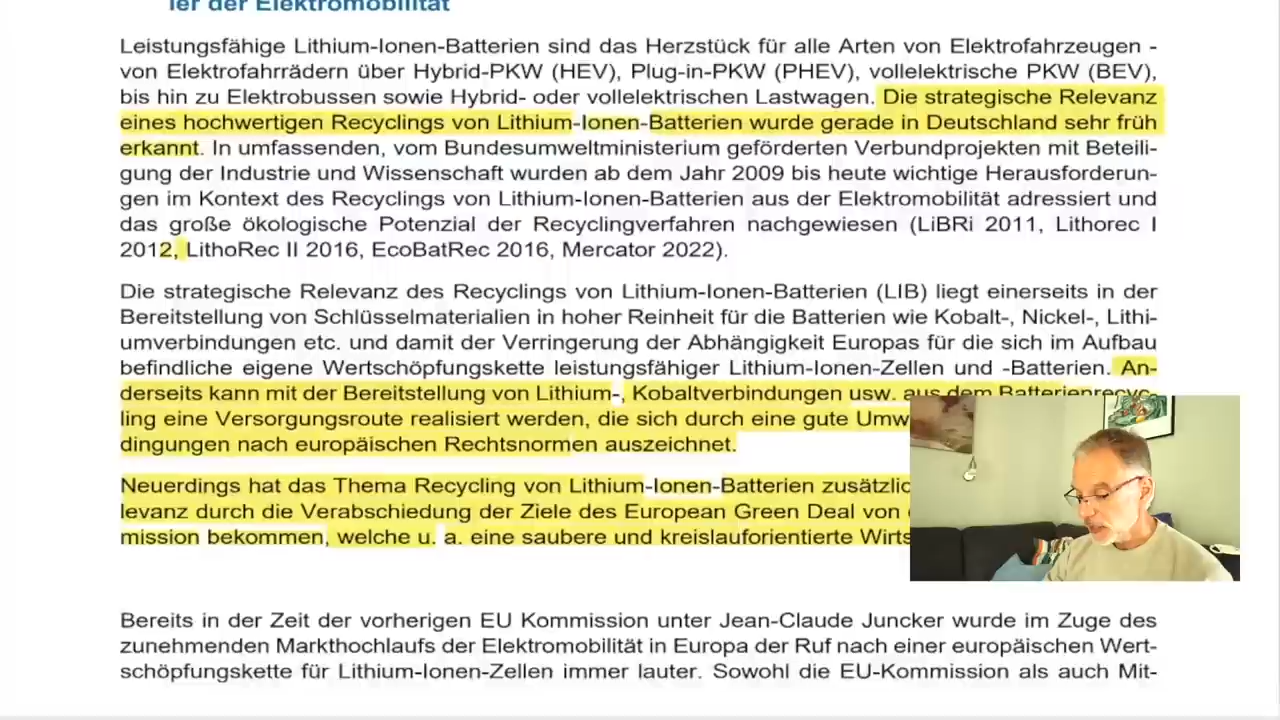 ler der Elektromobilität
Leistungsfähige Lithium-Ionen-Batterien sind das Herzstück für alle Arten von Elektrofahrzeugen -
von Elektrofahrrädern über Hybrid-PKW (HEV), Plug-in-PKW (PHEV), vollelektrische PKW (BEV),
bis hin zu Elektrobussen sowie Hybrid- oder vollelektrischen Lastwagen. Die strategische Relevanz
eines hochwertigen Recyclings von Lithium-Ionen-Batterien wurde gerade in Deutschland sehr früh
erkannt. In umfassenden, vom Bundesumweltministerium geförderten Verbundprojekten mit Beteili-
gung der Industrie und Wissenschaft wurden ab dem Jahr 2009 bis heute wichtige Herausforderun-
gen im Kontext des Recyclings von Lithium-Ionen-Batterien aus der Elektromobilität adressiert und
das große ökologische Potenzial der Recyclingverfahren nachgewiesen (LiBRi 2011, Lithorec I
2012, LithoRec II 2016, EcoBatRec 2016, Mercator 2022).
Die strategische Relevanz des Recyclings von Lithium-Ionen-Batterien (LIB) liegt einerseits in der
Bereitstellung von Schlüsselmaterialien in hoher Reinheit für die Batterien wie Kobalt-, Nickel-, Lithi-
umverbindungen etc. und damit der Verringerung der Abhängigkeit Europas für die sich im Aufbau
befindliche eigene Wertschöpfungskette leistungsfähiger Lithium-Ionen-Zellen und -Batterien. An-
derseits kann mit der Bereitstellung von Lithium-, Kobaltverbindungen usw. aus dem Batterienrecyc-
ling eine Versorgungsroute realisiert werden, die sich durch eine gute Umw
dingungen nach europäischen Rechtsnormen auszeichnet.
Neuerdings hat das Thema Recycling von Lithium-Ionen-Batterien zusätzlic
levanz durch die Verabschiedung der Ziele des European Green Deal von
mission bekommen, welche u. a. eine saubere und kreislauforientierte Wirts
Bereits in der Zeit der vorherigen EU Kommission unter Jean-Claude Juncker wurde im Zuge des
zunehmenden Markthochlaufs der Elektromobilität in Europa der Ruf nach einer europäischen Wert-
schöpfungskette für Lithium-Ionen-Zellen immer lauter. Sowohl die EU-Kommission als auch Mit-